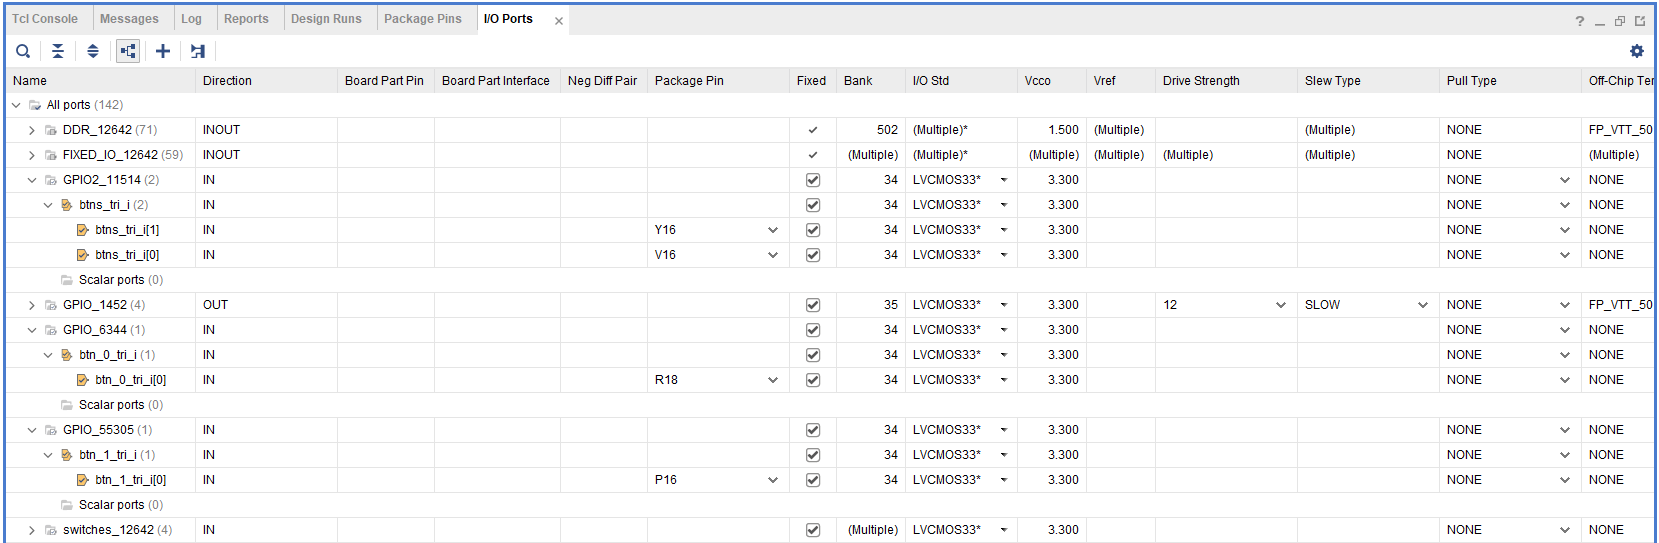 Tcl Console Messages Log Reports Design Runs Package Pins I/O Ports × ?
Name Direction Board Part Pin Board Part Interface Neg Diff Pair Package Pin Fixed Bank I/O Std Vcco Vref Drive Strength Slew Type Pull Type Off-Chip Ter
All ports (142)
DDR_12642 (71) INOUT 502 (Multiple)* 1.500 (Multiple) (Multiple) NONE FP_VTT_50
FIXED_IO_12642 (59) INOUT (Multiple) (Multiple)* (Multiple) (Multiple) (Multiple) (Multiple) NONE (Multiple)
GPIO2_11514 (2) IN 34 LVCMOS33* 3.300 NONE NONE
btns_tri_i (2) IN 34 LVCMOS33* 3.300 NONE NONE
btns_tri_i[1] IN Y16 34 LVCMOS33* 3.300 NONE NONE
btns_tri_i[0] IN V16 34 LVCMOS33* 3.300 NONE NONE
Scalar ports (0)
GPIO_1452 (4) OUT 35 LVCMOS33* 3.300 12 SLOW NONE FP_VTT_50
GPIO_6344 (1) IN 34 LVCMOS33* 3.300 NONE NONE
btn_0_tri_i (1) IN 34 LVCMOS33* 3.300 NONE NONE
btn_0_tri_i[0] IN R18 34 LVCMOS33* 3.300 NONE NONE
Scalar ports (0)
GPIO_55305 (1) IN 34 LVCMOS33* 3.300 NONE NONE
btn_1_tri_i (1) IN 34 LVCMOS33* 3.300 NONE NONE
btn_1_tri_i[0] IN P16 34 LVCMOS33* 3.300 NONE NONE
Scalar ports (0)
switches_12642 (4) IN (Multiple) LVCMOS33* 3.300 NONE NONE